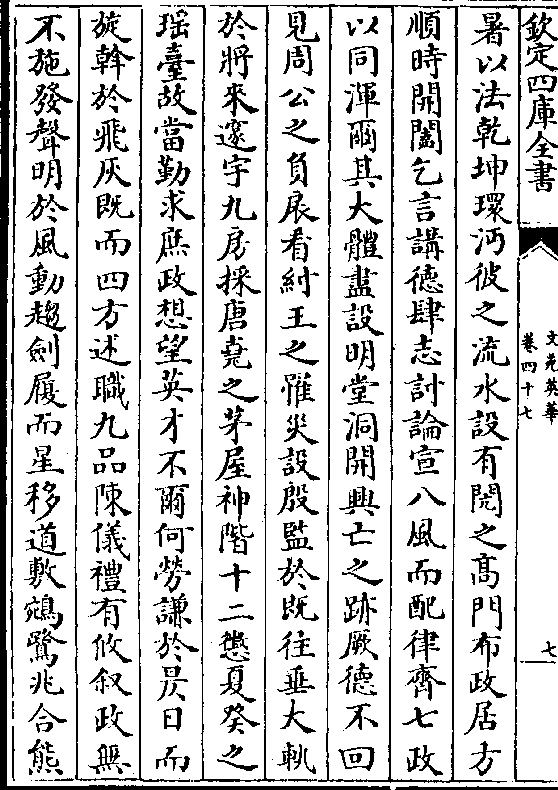 欽定四庫全書
文苑英華
卷四十七
七
暑以法乾坤環沔彼之流水設有閌之髙門布政居方
順時開闔乞言講德肆志討論宣八風而配律齊七政
以同渾爾其大體盡設明堂洞開興亡之跡厥德不回
見周公之負扆看紂王之罹災設殷監於既往垂大軌
於將來邃宇九房採唐堯之茅屋神階十二懲夏癸之
瑶臺故當勤求庶政想望英才不爾何勞謙於昃日而
旋斡於飛灰既而四方述職九品陳儀禮有攸叙政無
不施發聲明於風動趨劍履而星移道敷鵷鷺兆合熊